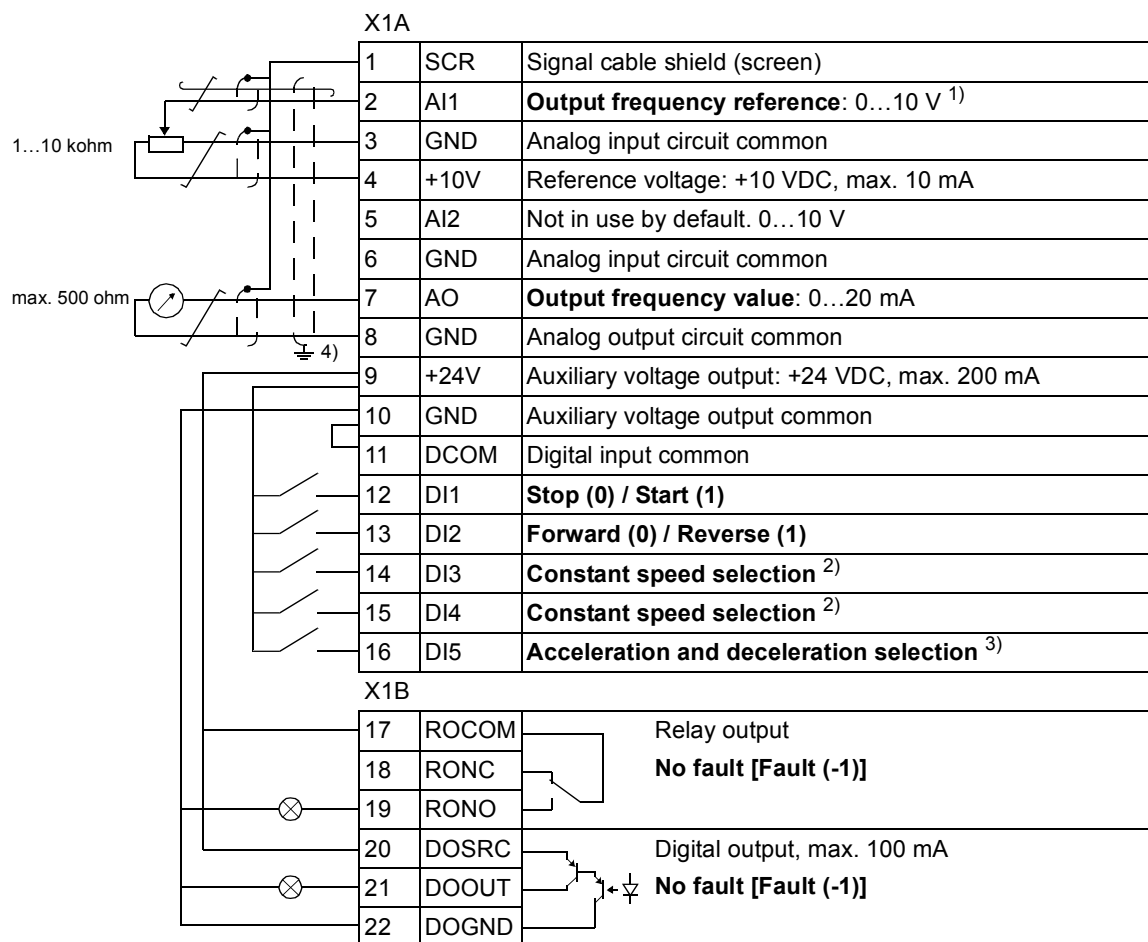 X1A
1 SCR Signal cable shield (screen)
2 AI1 Output frequency reference: 0…10 V 1)
1…10 kohm
3 GND Analog input circuit common
4 +10V Reference voltage: +10 VDC, max. 10 mA
5 AI2 Not in use by default. 0…10 V
6 GND Analog input circuit common
max. 500 ohm
7 AO Output frequency value: 0…20 mA
8 GND Analog output circuit common
4)
9 +24V Auxiliary voltage output: +24 VDC, max. 200 mA
10 GND Auxiliary voltage output common
11 DCOM Digital input common
12 DI1 Stop (0) / Start (1)
13 DI2 Forward (0) / Reverse (1)
14 DI3 Constant speed selection 2)
15 DI4 Constant speed selection 2)
16 DI5 Acceleration and deceleration selection 3)
X1B
17 ROCOM Relay output
18 RONC No fault [Fault (-1)]
19 RONO
20 DOSRC Digital output, max. 100 mA
21 DOOUT No fault [Fault (-1)]
22 DOGND